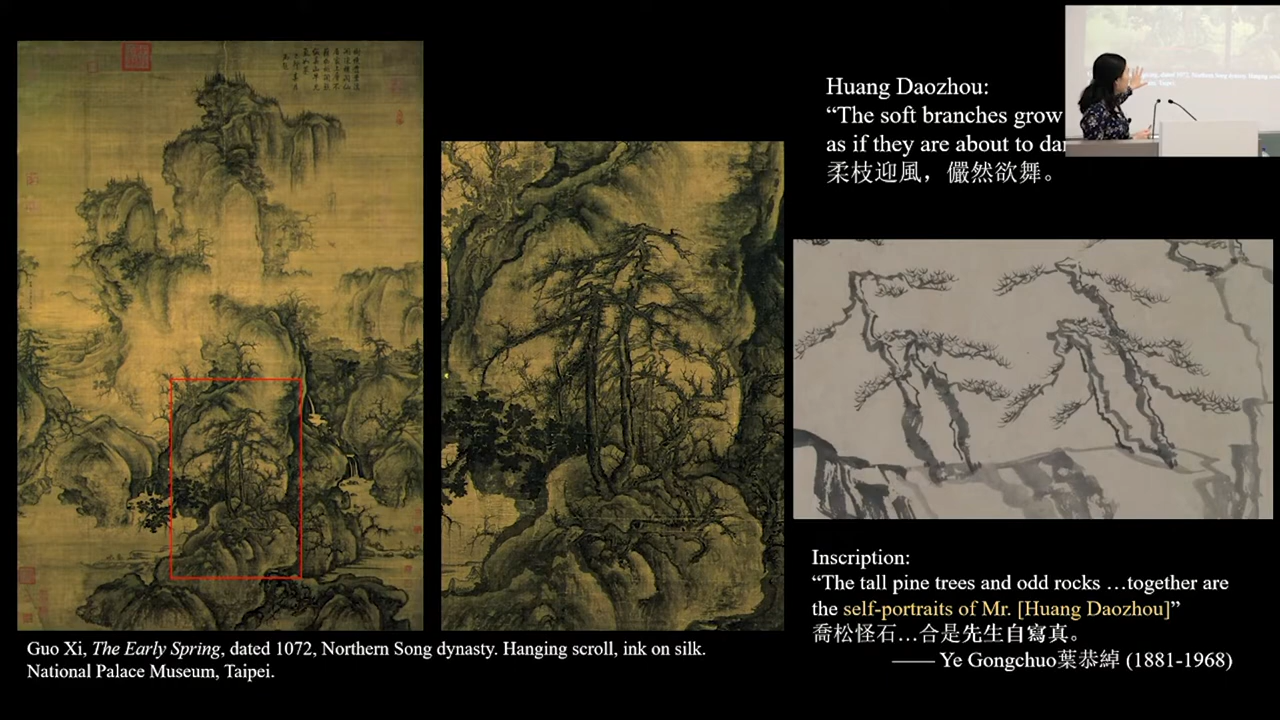 Huang Daozhou:
“The soft branches grow
as if they are about to
柔枝迎風，儼然欲舞。
Inscription:
“The tall pine trees and odd rocks …together are
the self-portraits of Mr. [Huang Daozhou]”
喬松怪石…合是先生自寫真。
—— Ye Gongchuo葉恭綽 (1881-1968)
Guo Xi, The Early Spring, dated 1072, Northern Song dynasty. Hanging scroll, ink on silk.
National Palace Museum, Taipei.